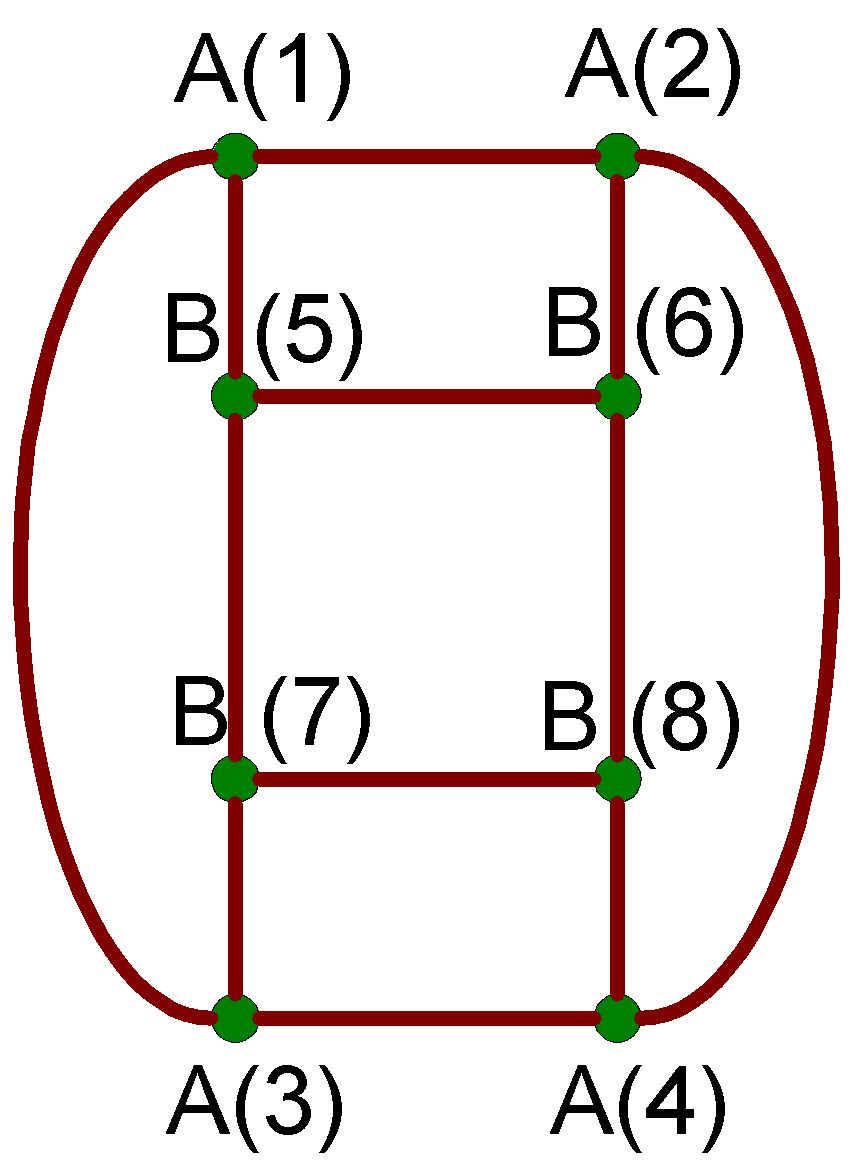 A(1) A(2)
B (5) B (6)
B (7) B (8)
A(3) A(4)